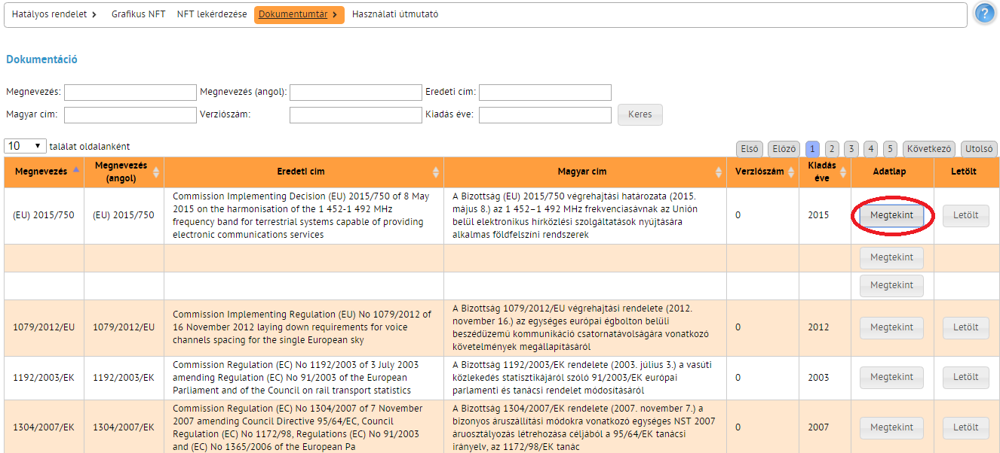 Hatályos rendelet > Grafikus NFT NFT lekérdezése Dokumentumtár > Használati útmutató ?
Dokumentáció
Megnevezés: Megnevezés (angol): Eredeti cím:
Magyar cím: Verziószám: Kiadás éve: Keres
10 ▼ találat oldalanként Első Előző 1 2 3 4 5 Következő Utolsó
Megnevezés
Megnevezés
(angol)
Eredeti cím
Magyar cím
Verziószám
Kiadás
éve
Adatlap
Letölt
(EU) 2015/750
(EU) 2015/750
Commission Implementing Decision (EU) 2015/750 of 8 May
2015 on the harmonisation of the 1 452-1 492 MHz
frequency band for terrestrial systems capable of providing
electronic communications services
A Bizottság (EU) 2015/750 végrehajtási határozata (2015.
május 8.) az 1 452–1 492 MHz frekvenciasávnak az Unión
belül elektronikus hírközlési szolgáltatások nyújtására
alkalmas földfelszíni rendszerek
0
2015
Megtekint
Letölt
Megtekint
Megtekint
1079/2012/EU
1079/2012/EU
Commission Implementing Regulation (EU) No 1079/2012 of
16 November 2012 laying down requirements for voice
channels spacing for the single European sky
A Bizottság 1079/2012/EU végrehajtási rendelete (2012.
november 16.) az egységes európai égbolton belüli
beszédüzemű kommunikáció csatornatávolságára vonatkozó
követelmények megállapításáról
0
2012
Megtekint
Letölt
1192/2003/EK
1192/2003/EK
Commission Regulation (EC) No 1192/2003 of 3 July 2003
amending Regulation (EC) No 91/2003 of the European
Parliament and of the Council on rail transport statistics
A Bizottság 1192/2003/EK rendelete (2003. július 3.) a vasúti
közlekedés statisztikájáról szóló 91/2003/EK európai
parlamenti és tanácsi rendelet módosításáról
0
2003
Megtekint
Letölt
1304/2007/EK
1304/2007/EK
Commission Regulation (EC) No 1304/2007 of 7 November
2007 amending Council Directive 95/64/EC, Council
Regulation (EC) No 1172/98, Regulations (EC) No 91/2003
and (EC) No 1365/2006 of the European Pa
A Bizottság 1304/2007/EK rendelete (2007. november 7.) a
bizonyos áruszállítási módokra vonatkozó egységes NST 2007
áruosztályozás létrehozása céljából a 95/64/EK tanácsi
irányelv, az 1172/98/EK tanác
0
2007
Megtekint
Letölt